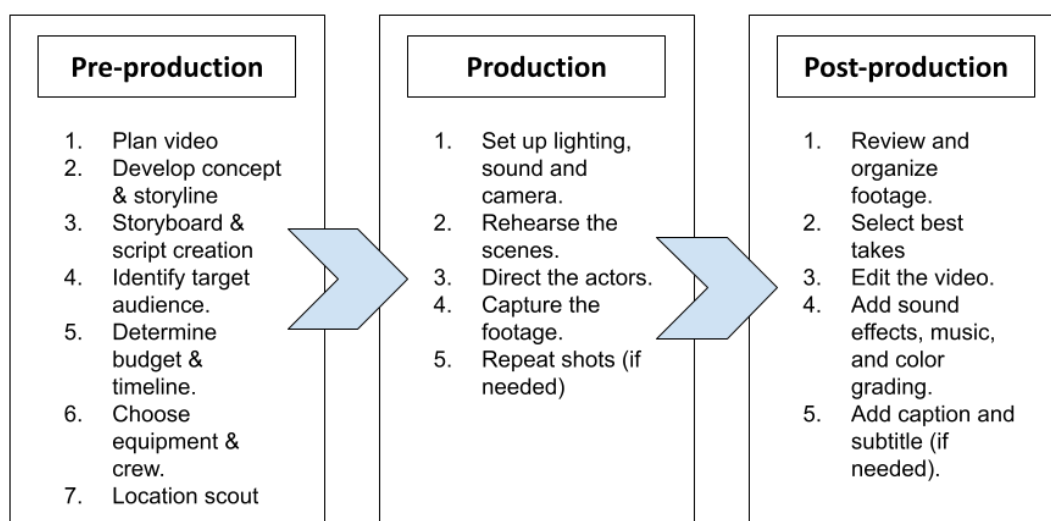 Pre-production
1. Plan video
2. Develop concept
& storyline
3. Storyboard &
script creation
4. Identify target
audience.
5. Determine
budget &
timeline.
6. Choose
equipment &
crew.
7. Location scout
Production
1. Set up lighting,
sound and
camera.
2. Rehearse the
scenes.
3. Direct the actors.
4. Capture the
footage.
5. Repeat shots (if
needed)
Post-production
1. Review and
organize
footage.
2. Select best
takes
3. Edit the video.
4. Add sound
effects, music,
and color
grading.
5. Add caption and
subtitle (if
needed).